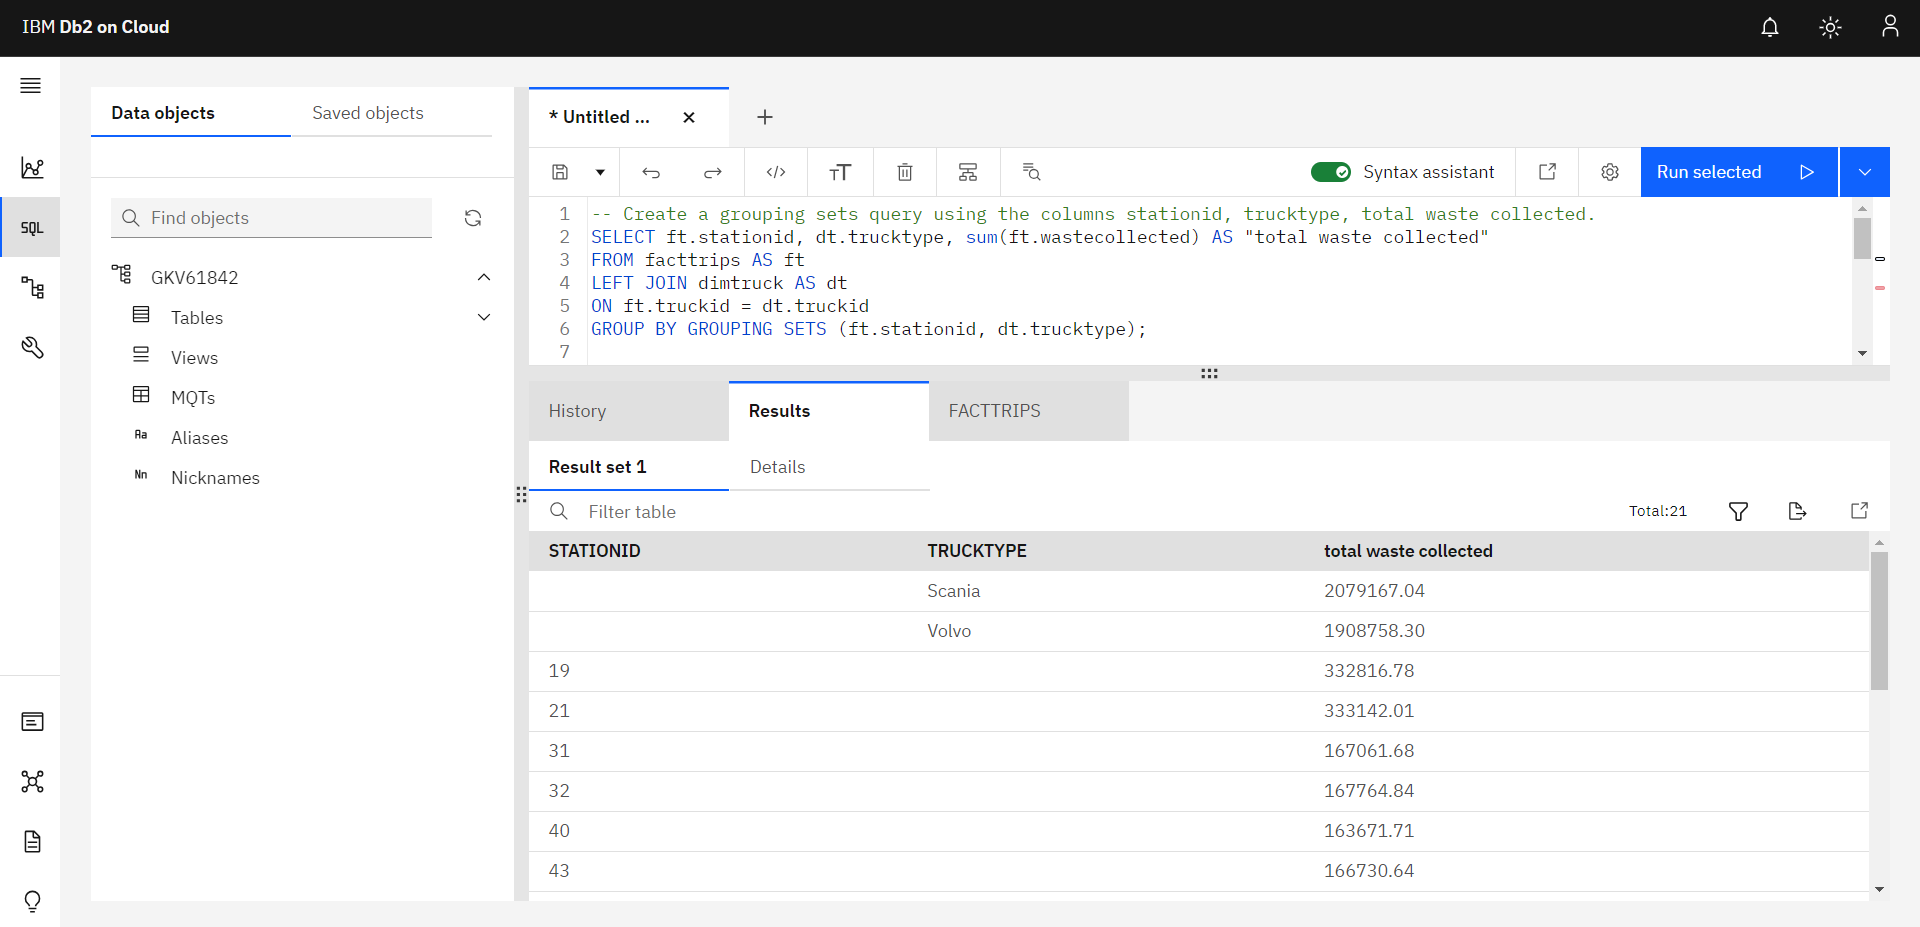 IBM Db2 on Cloud
Data objects
Saved objects
* Untitled ...
SQL
Syntax assistant
Run selected
Find objects
GKV61842
Tables
Views
MQTs
Aa Aliases
Nn Nicknames
1 -- Create a grouping sets query using the columns stationid, trucktype, total waste collected.
2 SELECT ft.stationid, dt.trucktype, sum(ft.wastecollected) AS "total waste collected"
3 FROM facttrips AS ft
4 LEFT JOIN dimtruck AS dt
5 ON ft.truckid = dt.truckid
6 GROUP BY GROUPING SETS (ft.stationid, dt.trucktype);
7
History
Results
FACTTRIPS
Result set 1
Details
Filter table
Total:21
STATIONID TRUCKTYPE total waste collected
Scania 2079167.04
Volvo 1908758.30
19 332816.78
21 333142.01
31 167061.68
32 167764.84
40 163671.71
43 166730.64